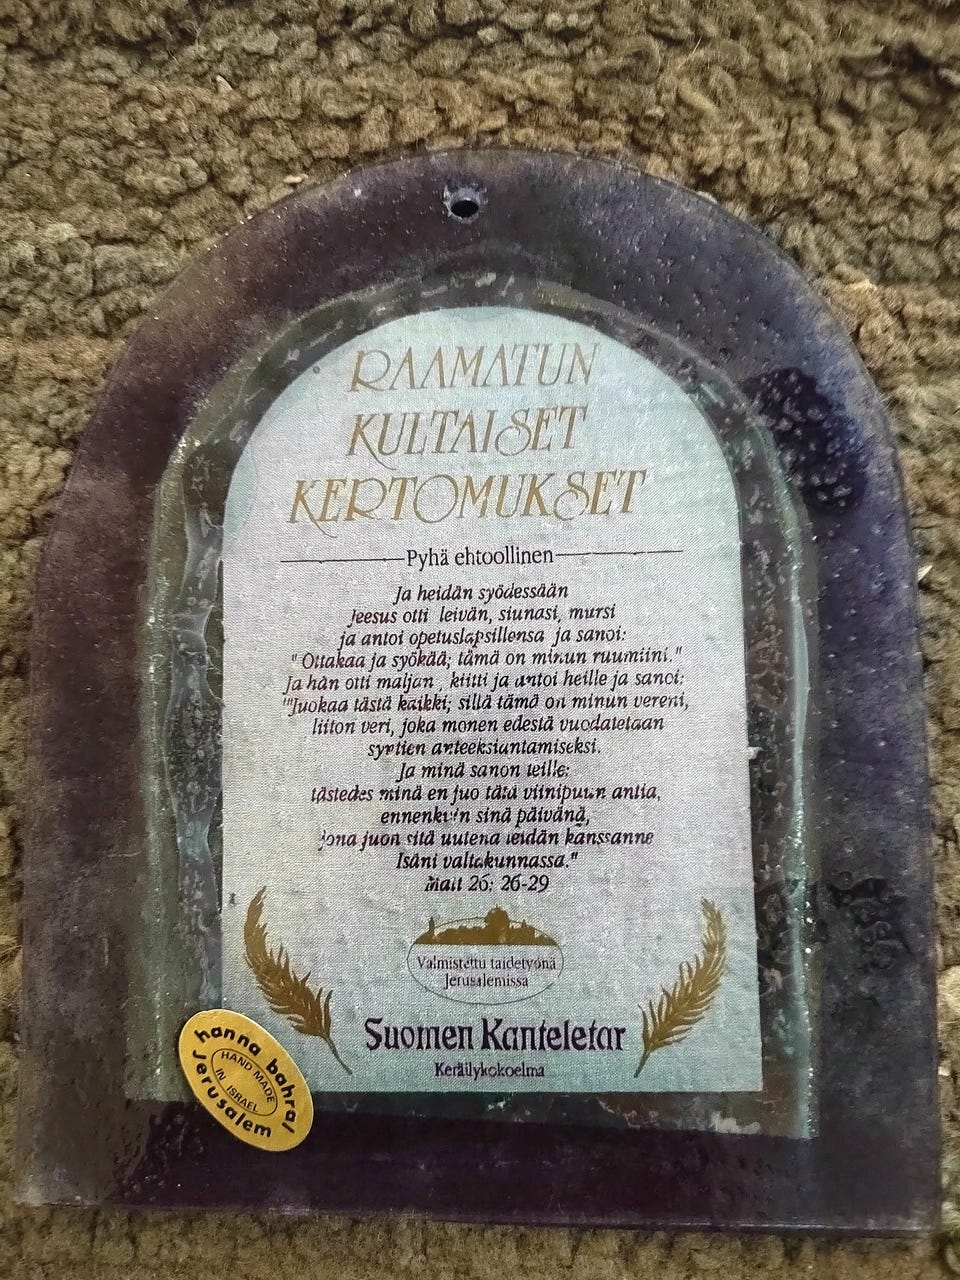 RAAMATUN
KULTAISET
KERTOMUKSET
Pyhä ehtoollinen
Ja heidän syödessään
Jeesus otti leivän, siunasi, mursi
ja antoi opetuslapsillensa ja sanoi:
"Ottakaa ja syökää; tämä on minun ruumiini."
Ja hän otti maljan, kiitti ja antoi heille ja sanoi:
"Juokaa tästä kaikki; sillä tämä on minun vereni,
liiton veri, joka monen edestä vuodatetaan
syntien anteeksiantamiseksi.
Ja minä sanon teille:
tästedes minä en juo tätä viinipuun antia,
ennenkuin sinä päivänä,
jona juon sitä uutena teidän kanssanne
Isäni valtakunnassa."
Matt 26: 26-29
Valmistettu taidetyönä
Jerusalemissa
Suomen Kanteletar
Keräilykokoelma
hanna bahral
HAND MADE
IN ISRAEL
Jerusalem